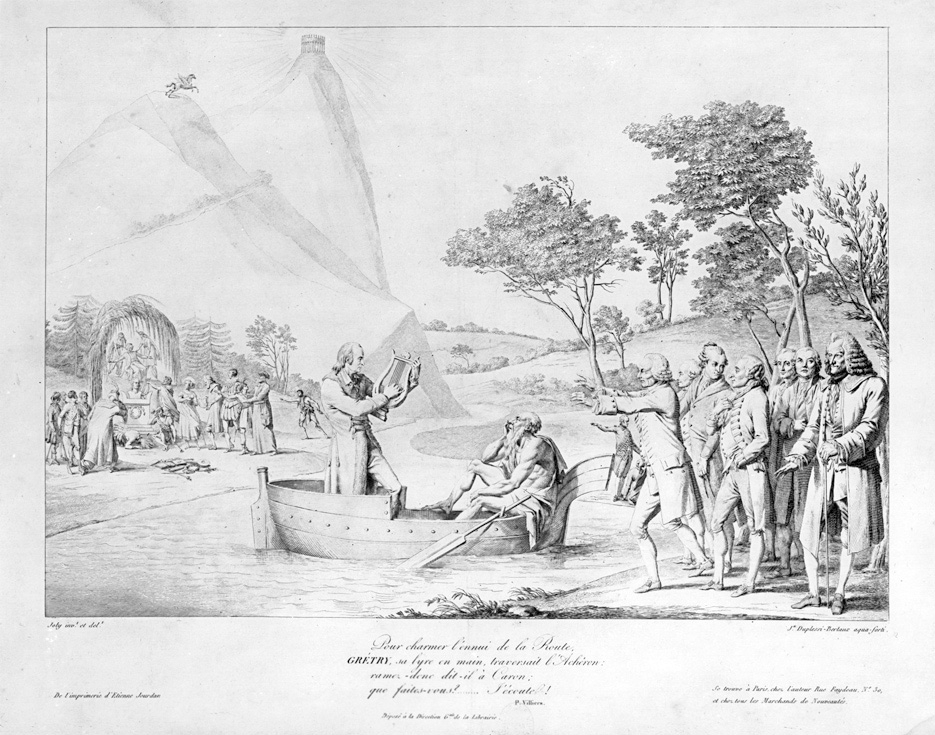 Joly inv.t et del.t
J.x Duplessi-Bertaux aqua-forti.
Pour charmer l'ennui de la Route,
GRÉTRY, sa lyre en main, traversait l'Achéron;
ramez-donc dit-il à Caron;
que faites-vous?...... J'écoute!
P. Villiers.
De l'imprimerie d'Etienne Jourdan
Se trouve à Paris, chez l'auteur Rue Faydeau, N.o 30,
et chez tous les Marchands de Nouveautés.
Déposé à la Direction G.ale de la Librairie.